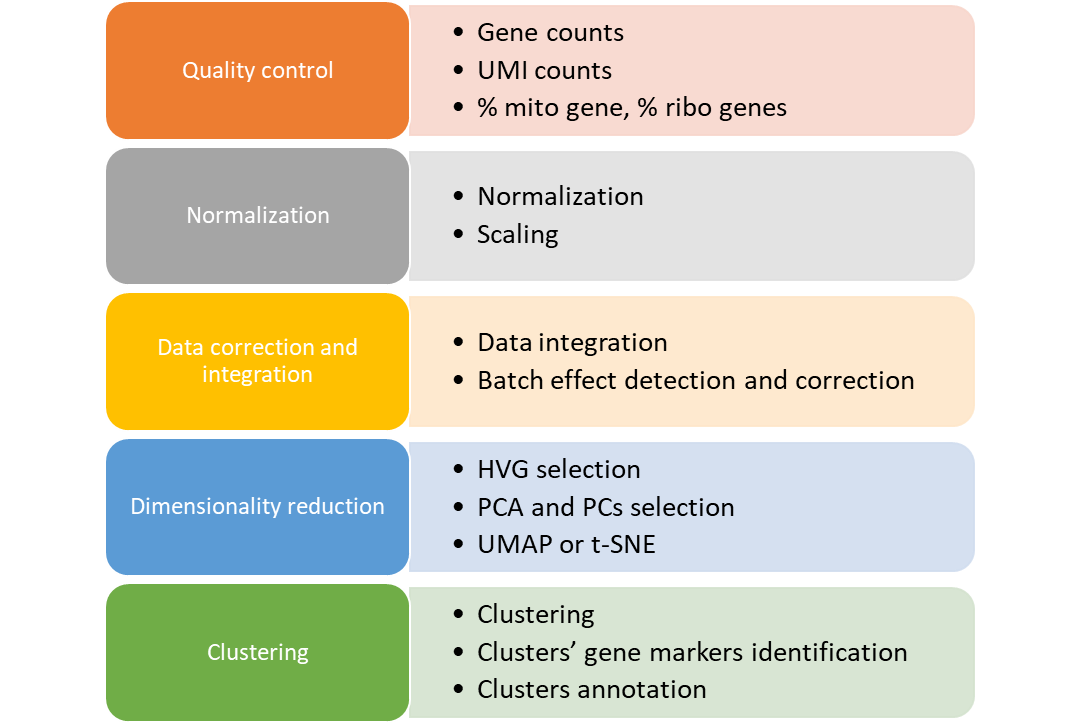 Quality control
• Gene counts
• UMI counts
• % mito gene, % ribo genes
Normalization
• Normalization
• Scaling
Data correction and
integration
• Data integration
• Batch effect detection and correction
Dimensionality reduction
• HVG selection
• PCA and PCs selection
• UMAP or t-SNE
Clustering
• Clustering
• Clusters’ gene markers identification
• Clusters annotation